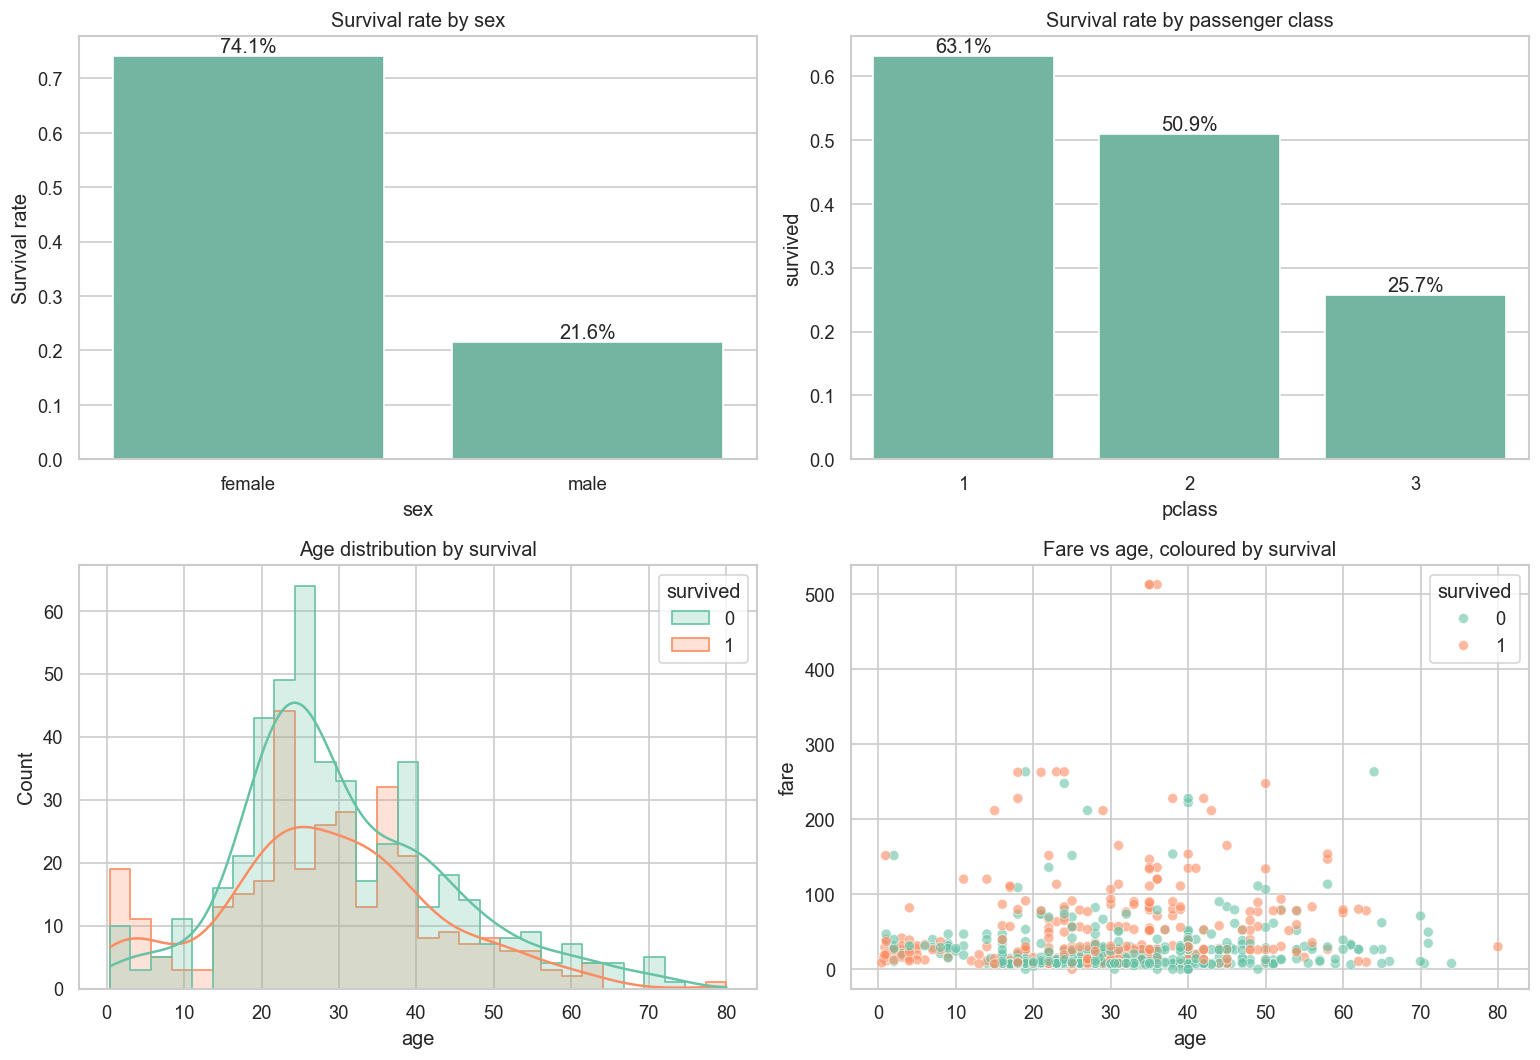 Survival rate by sex
Survival rate
0.7
0.6
0.5
0.4
0.3
0.2
0.1
0.0
74.1%
21.6%
female male
sex
Survival rate by passenger class
survived
0.6
0.5
0.4
0.3
0.2
0.1
0.0
63.1%
50.9%
25.7%
1 2 3
pclass
Age distribution by survival
Count
60
50
40
30
20
10
0
survived
0
1
0 10 20 30 40 50 60 70 80
age
Fare vs age, coloured by survival
fare
500
400
300
200
100
0
survived
0
1
0 10 20 30 40 50 60 70 80
age